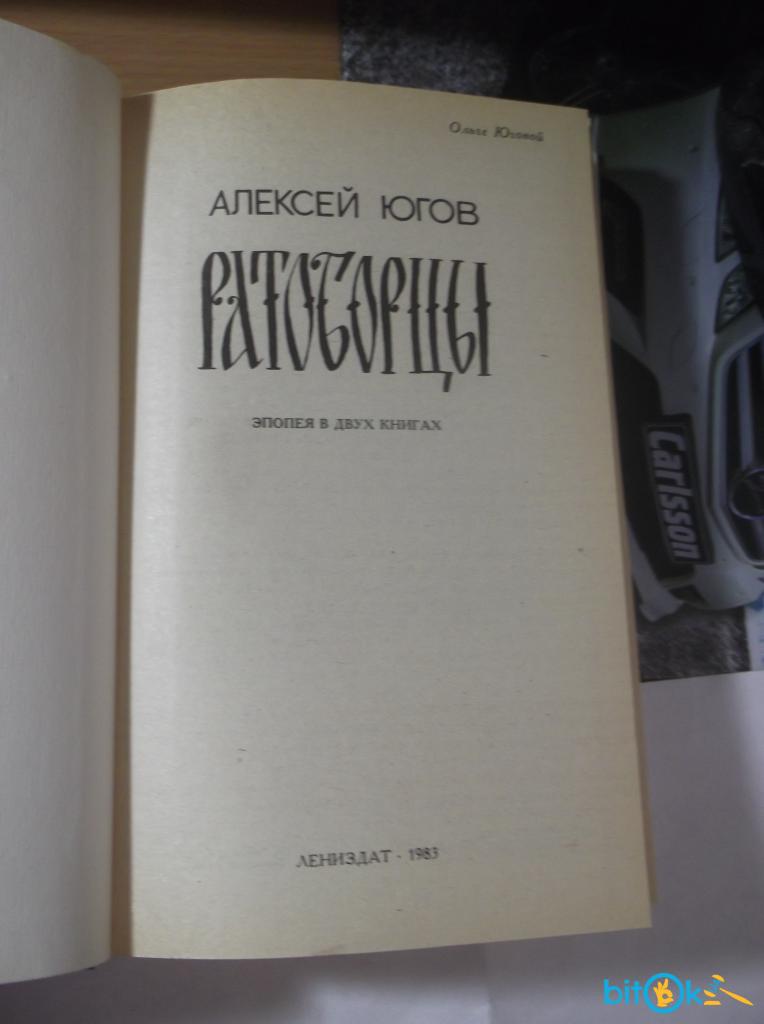 Ольге Юговой
АЛЕКСЕЙ ЮГОВ
РАТОБОРЦЫ
ЭПОПЕЯ В ДВУХ КНИГАХ
Carlsson
ЛЕНИЗДАТ · 1983
bitOk